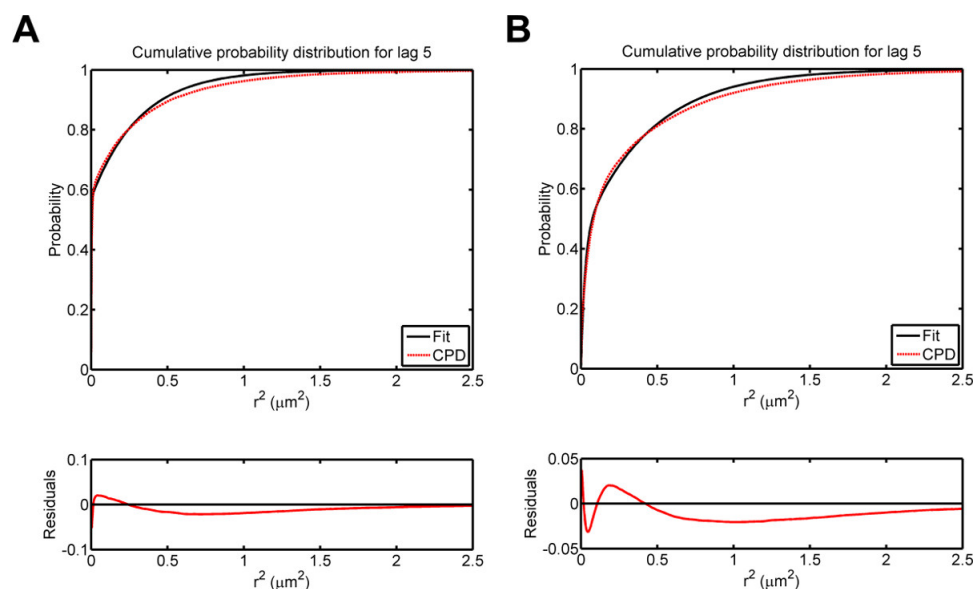 A
Cumulative probability distribution for lag 5
1
0.8
0.6
0.4
0.2
0
Probability
Fit
CPD
0 0.5 1 1.5 2 2.5
r² (μm²)
0.1
0
-0.1
Residuals
0 0.5 1 1.5 2 2.5
r² (μm²)
B
Cumulative probability distribution for lag 5
1
0.8
0.6
0.4
0.2
0
Probability
Fit
CPD
0 0.5 1 1.5 2 2.5
r² (μm²)
0.05
0
-0.05
Residuals
0 0.5 1 1.5 2 2.5
r² (μm²)